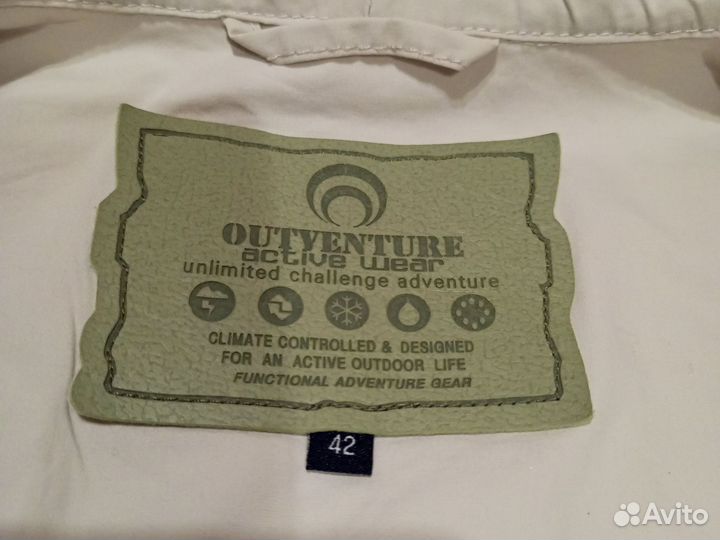 OUTVENTURE
active wear
unlimited challenge adventure
CLIMATE CONTROLLED & DESIGNED
FOR AN ACTIVE OUTDOOR LIFE
FUNCTIONAL ADVENTURE GEAR
42
Avito